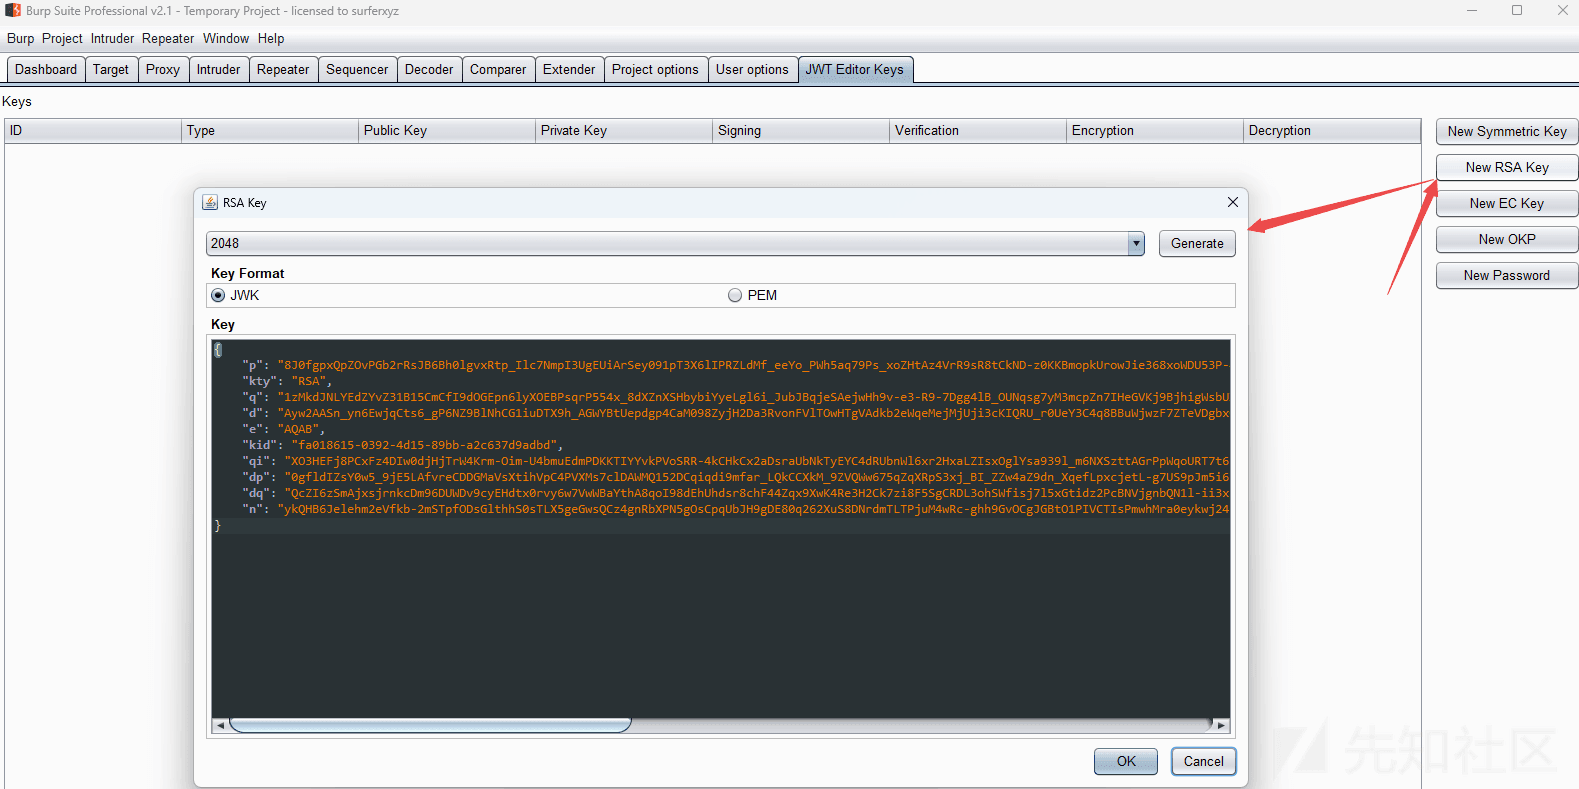 Burp Suite Professional v2.1 - Temporary Project - licensed to surferxyz
Burp Project Intruder Repeater Window Help
Dashboard Target Proxy Intruder Repeater Sequencer Decoder Comparer Extender Project options User options JWT Editor Keys
Keys
ID Type Public Key Private Key Signing Verification Encryption Decryption
New Symmetric Key
New RSA Key
New EC Key
New OKP
New Password
RSA Key
2048 Generate
Key Format
JWK PEM
Key
{
"p": "8J0fgpxQpZOvPGb2rRsJB6Bh0lgvxRtp_Ilc7NmpI3UgEUiArSey091pT3X6lIPRZLdMf_eeYo_PWh5aq79Ps_xoZHtAz4VrR9sR8tCkND-z0KKBmopkUrowJie368xoWDU53P-
"kty": "RSA",
"q": "1zMkdJNLYEdZYvZ31B15CmCfI9dOGEpn6lyXOEBPsqrP554x_8dXZnXSHbybiYyeLgl6i_JubJBqjeSAejwHh9v-e3-R9-7Dgg4lB_OUNqsg7yM3mcpZn7IHeGVKj9BjhigWsbU
"d": "Ayw2AASn_yn6EwjqCts6_gP6NZ9BlNhCG1iuDTX9h_AGWYBtUepdgp4CaM098ZyjH2Da3RvonFVlTOwHTgVAdkb2eWqeMejMjUji3cKIQRU_r0UeY3C4q8BBuWjwzF7ZTeVDgbx
"e": "AQAB",
"kid": "fa018615-0392-4d15-89bb-a2c637d9adbd",
"qi": "XO3HEFj8PCxFz4DIw0djHjTrW4Krm-Oim-U4bmuEdmPDKKTIYYvkPVoSRR-4kCHkCx2aDsraUbNkTyEYC4dRUbnWl6xr2HxaLZIsxOglYsa939l_m6NXSzttAGrPpWqoURT7t6
"dp": "0gfldIZsY0w5_9jE5LAfvreCDDGMaVsXtihVpC4PVXMs7clDAWMQ152DCqiqdi9mfar_LQkCCXkM_9ZVQWw675qZqXRpS3xj_BI_ZZw4aZ9dn_XqefLpxcjetL-g7US9pJm5i6
"dq": "QcZI6zSmAjxsjrnkcDm96DUWDv9cyEHdtx0rvy6w7VwWBaYthA8qoI98dEhUhdsr8chF44Zqx9XwK4Re3H2Ck7zi8F5SgCRDL3ohSWfisj7l5xGtidz2PcBNVjgnbQN1l-ii3x
"n": "ykQHB6Jelehm2eVfkb-2mSTpfODsGlthhS0sTLX5geGwsQCz4gnRbXPN5gOsCpqUbJH9gDE80q262XuS8DNrdmTLTPjuM4wRc-ghh9GvOCgJGBtO1PIVCTIsPmwhMra0eykwj24
}
OK Cancel
先知社区